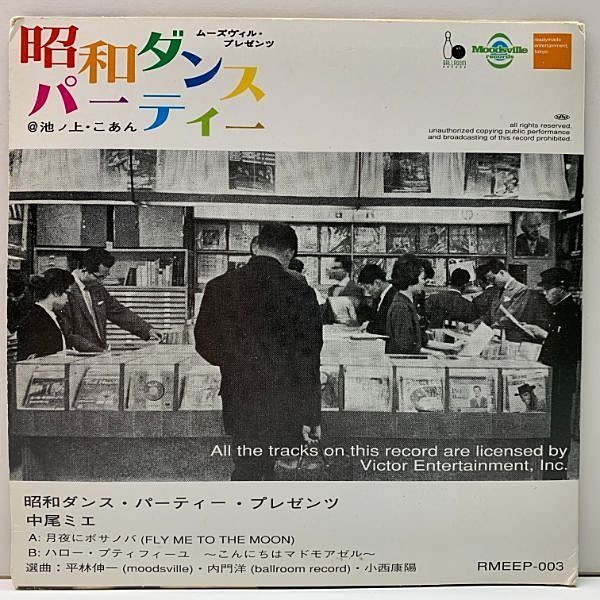 ムーズヴィル・
プレゼンツ
昭和ダンス
パーティー
@池ノ上・こあん
BALLROOM
RECORD
Moodsville
records
readymade
entertainment,
tokyo.
all rights reserved.
unauthorized copying public performance
and broadcasting of this record prohibited.
All the tracks on this record are licensed by
Victor Entertainment, Inc.
昭和ダンス・パーティー・プレゼンツ
中尾ミエ
A: 月夜にボサノバ (FLY ME TO THE MOON)
B: ハロー・プティフィーユ ～こんにちはマドモアゼル～
選曲：平林伸一 (moodsville)・内門洋 (ballroom record)・小西康陽
RMEEP-003